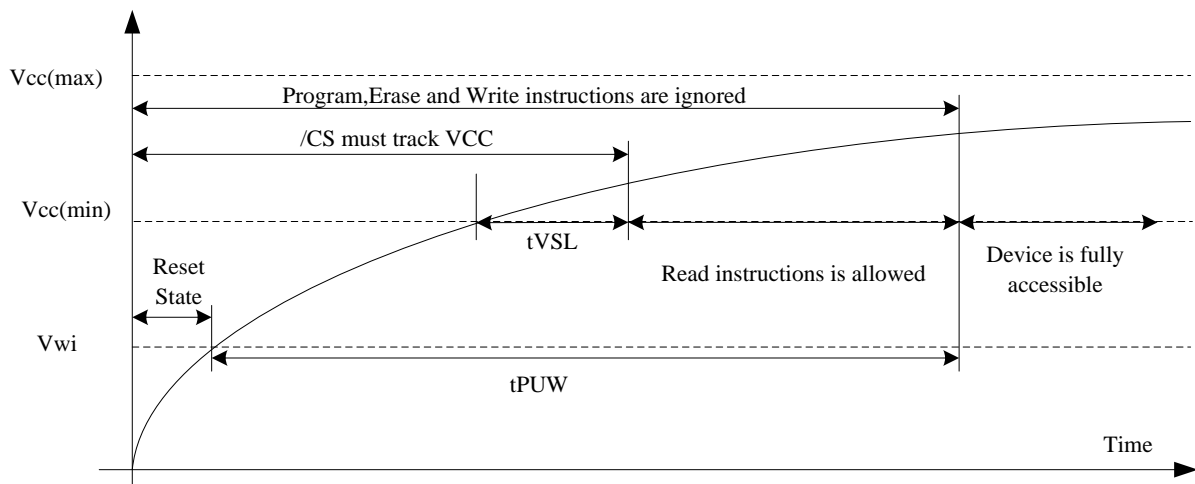 Vcc(max)
Program,Erase and Write instructions are ignored
/CS must track VCC
Vcc(min)
tVSL
Reset
State
Read instructions is allowed
Device is fully
accessible
Vwi
tPUW
Time